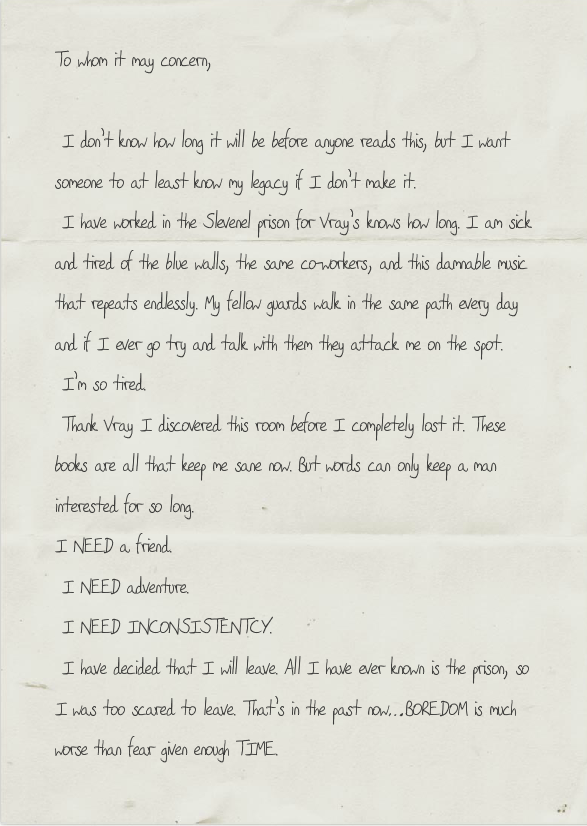 To whom it may concern,
I don't know how long it will be before anyone reads this, but I want
someone to at least know my legacy if I don't make it.
I have worked in the Slevenel prison for Vray's knows how long. I am sick
and tired of the blue walls, the same co-workers, and this damnable music
that repeats endlessly. My fellow guards walk in the same path every day
and if I ever go try and talk with them they attack me on the spot.
I'm so tired.
Thank Vray I discovered this room before I completely lost it. These
books are all that keep me sane now. But words can only keep a man
interested for so long.
I NEED a friend.
I NEED adventure.
I NEED INCONSISTENTCY.
I have decided that I will leave. All I have ever known is the prison, so
I was too scared to leave. That's in the past now...BOREDOM is much
worse than fear given enough TIME.